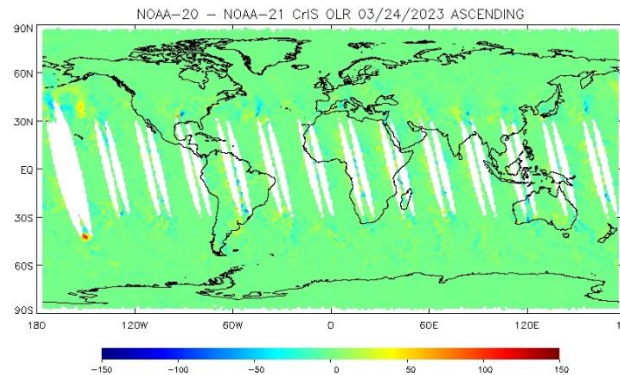 NOAA-20 - NOAA-21 CrIS OLR 03/24/2023 ASCENDING
90N
60N
30N
EQ
30S
60S
90S
180 120W 60W 0 60E 120E
-150 -100 -50 0 50 100 150